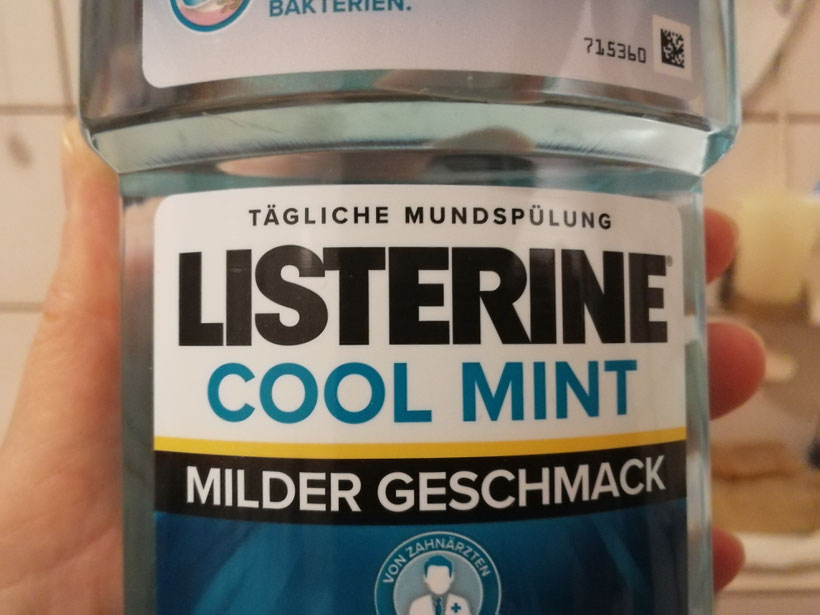 BAKTERIEN.
715360
TÄGLICHE MUNDSPÜLUNG
LISTERINE®
COOL MINT
MILDER GESCHMACK
VON ZAHNÄRZTEN